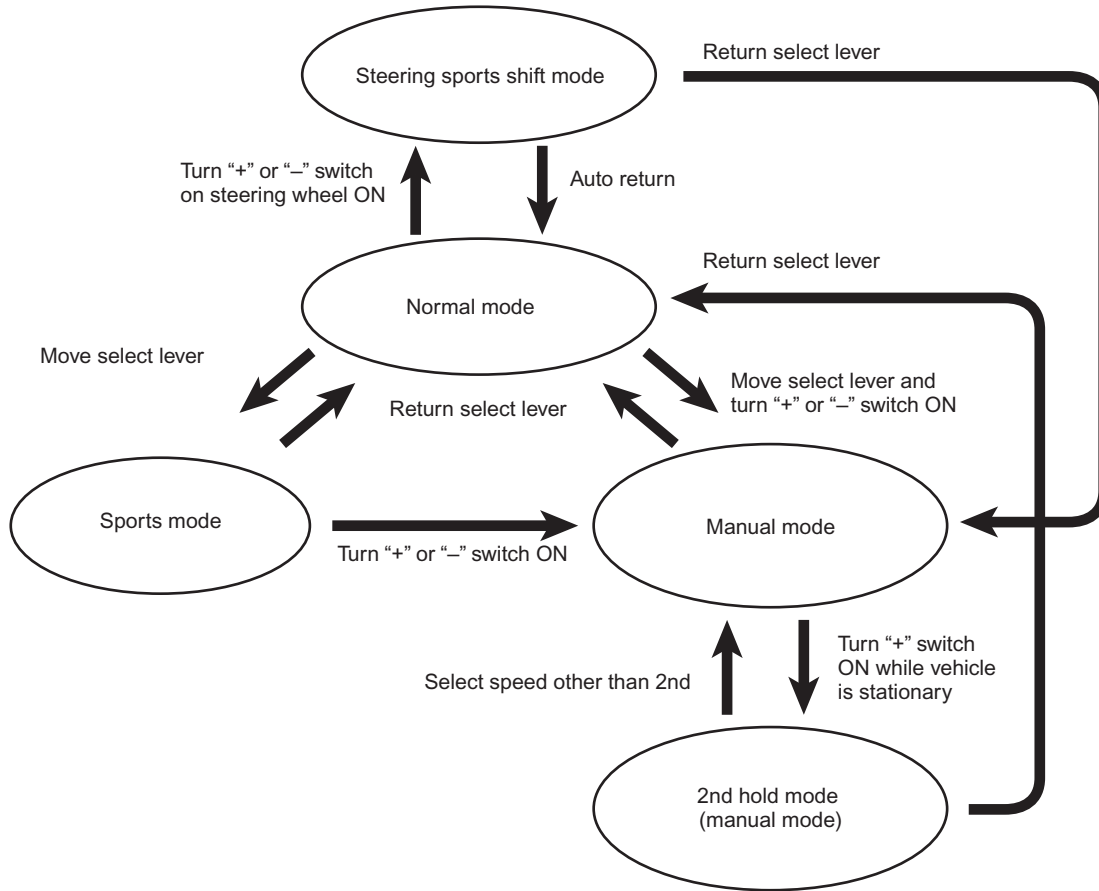 Return select lever
Steering sports shift mode
Turn “+” or “–” switch
on steering wheel ON
Auto return
Return select lever
Normal mode
Move select lever
Return select lever
Move select lever and
turn “+” or “–” switch ON
Sports mode
Manual mode
Turn “+” or “–” switch ON
Turn “+” switch
ON while vehicle
is stationary
Select speed other than 2nd
2nd hold mode
(manual mode)